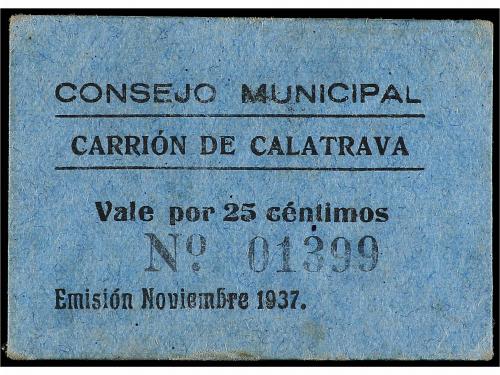 CONSEJO MUNICIPAL
CARRIÓN DE CALATRAVA
Vale por 25 céntimos
Nº. 01399
Emisión Noviembre 1937.